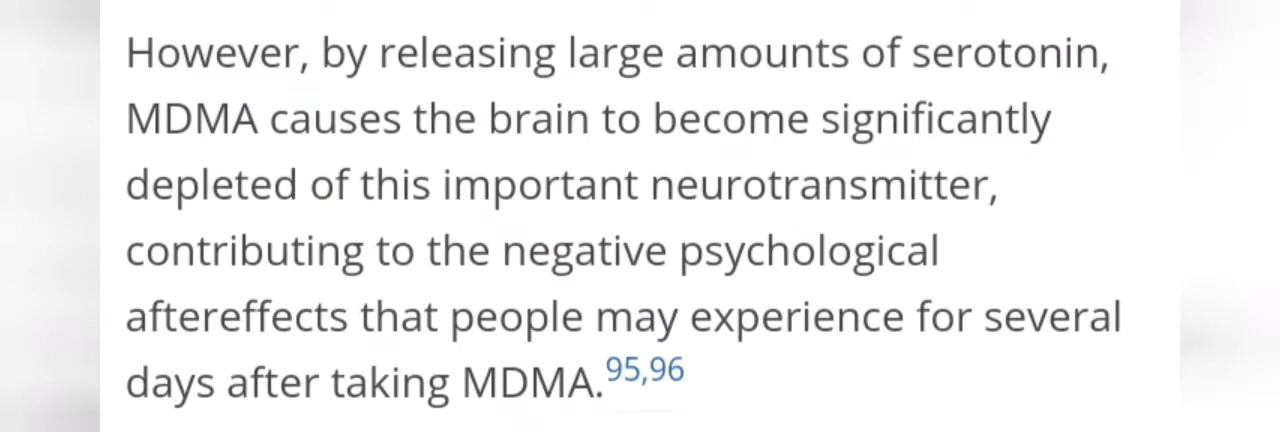 However, by releasing large amounts of serotonin,
MDMA causes the brain to become significantly
depleted of this important neurotransmitter,
contributing to the negative psychological
aftereffects that people may experience for several
days after taking MDMA.95,96